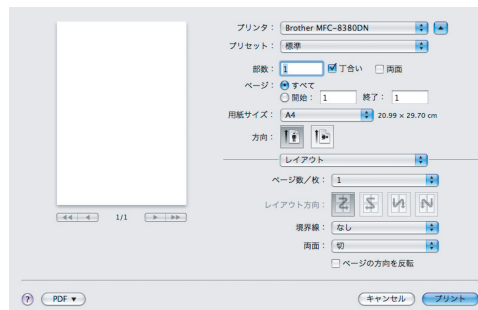 プリンタ： Brother MFC-8380DN
プリセット： 標準
部数： 1 丁合い 両面
ページ： すべて
開始： 1 終了： 1
用紙サイズ： A4 20.99 x 29.70 cm
方向：
レイアウト
ページ数/枚： 1
レイアウト方向：
1/1
境界線： なし
両面： 切
ページの方向を反転
? PDF キャンセル プリント